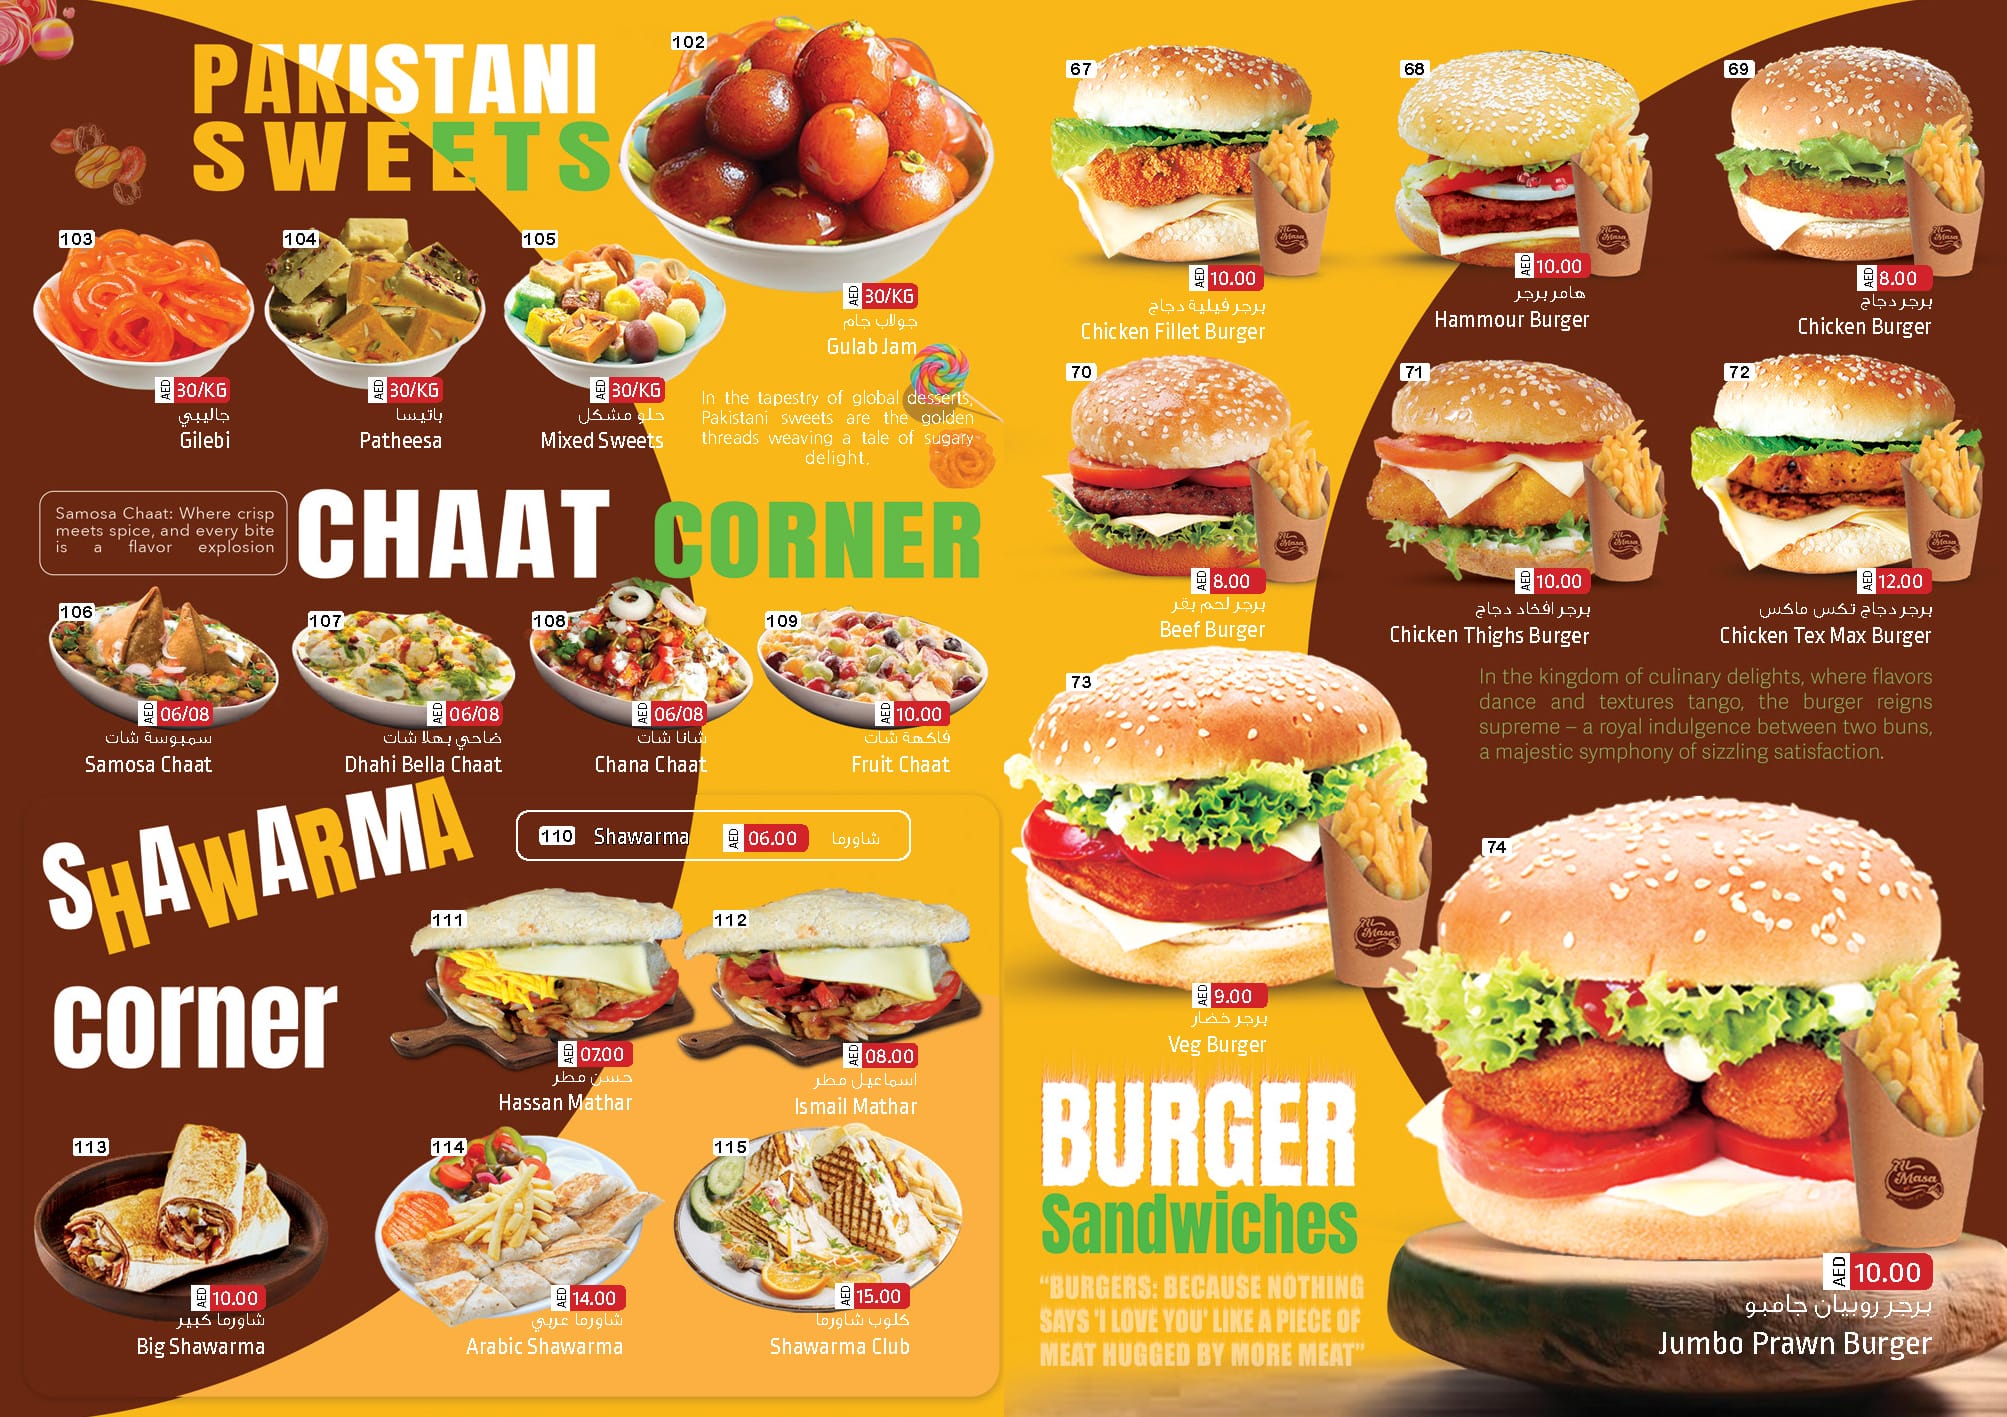 PAKISTANI
SWEETS
102
AED 30/KG
جولاب جام
Gulab Jam
103
AED 30/KG
جاليبي
Gilebi
104
AED 30/KG
باتيسا
Patheesa
105
AED 30/KG
حلو مشكل
Mixed Sweets
In the tapestry of global desserts,
Pakistani sweets are the golden
threads weaving a tale of sugary
delight.
Samosa Chaat: Where crisp
meets spice, and every bite
is a flavor explosion
CHAAT CORNER
106
AED 06/08
سمبوسة شات
Samosa Chaat
107
AED 06/08
ضاحي بهلا شات
Dhahi Bella Chaat
108
AED 06/08
شانا شات
Chana Chaat
109
AED 10.00
فاكهة شات
Fruit Chaat
SHAWARMA
corner
110 Shawarma AED 06.00 شاورما
111
AED 07.00
حسن مطر
Hassan Mathar
112
AED 08.00
اسماعيل مطر
Ismail Mathar
113
AED 10.00
شاورما كبير
Big Shawarma
114
AED 14.00
شاورما عربي
Arabic Shawarma
115
AED 15.00
كلوب شاورما
Shawarma Club
67
AED 10.00
برجر فيلية دجاج
Chicken Fillet Burger
68
AED 10.00
هامر برجر
Hammour Burger
69
AED 8.00
برجر دجاج
Chicken Burger
70
AED 8.00
برجر لحم بقر
Beef Burger
71
AED 10.00
برجر افخاد دجاج
Chicken Thighs Burger
72
AED 12.00
برجر دجاج تكس ماكس
Chicken Tex Max Burger
In the kingdom of culinary delights, where flavors
dance and textures tango, the burger reigns
supreme – a royal indulgence between two buns,
a majestic symphony of sizzling satisfaction.
73
Al Masa
AED 9.00
برجر خضار
Veg Burger
BURGER
Sandwiches
“BURGERS: BECAUSE NOTHING
SAYS 'I LOVE YOU' LIKE A PIECE OF
MEAT HUGGED BY MORE MEAT”
74
Al Masa
AED 10.00
برجر روبيان جامبو
Jumbo Prawn Burger